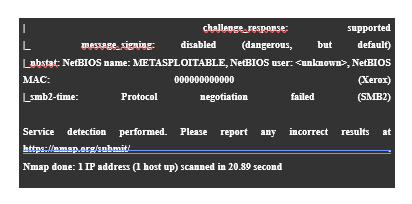 | challenge_response: supported
|_ message_signing: disabled (dangerous, but default)
|_nbstat: NetBIOS name: METASPLOITABLE, NetBIOS user: <unknown>, NetBIOS
MAC: 000000000000 (Xerox)
|_smb2-time: Protocol negotiation failed (SMB2)
Service detection performed. Please report any incorrect results at
https://nmap.org/submit/ .
Nmap done: 1 IP address (1 host up) scanned in 20.89 second